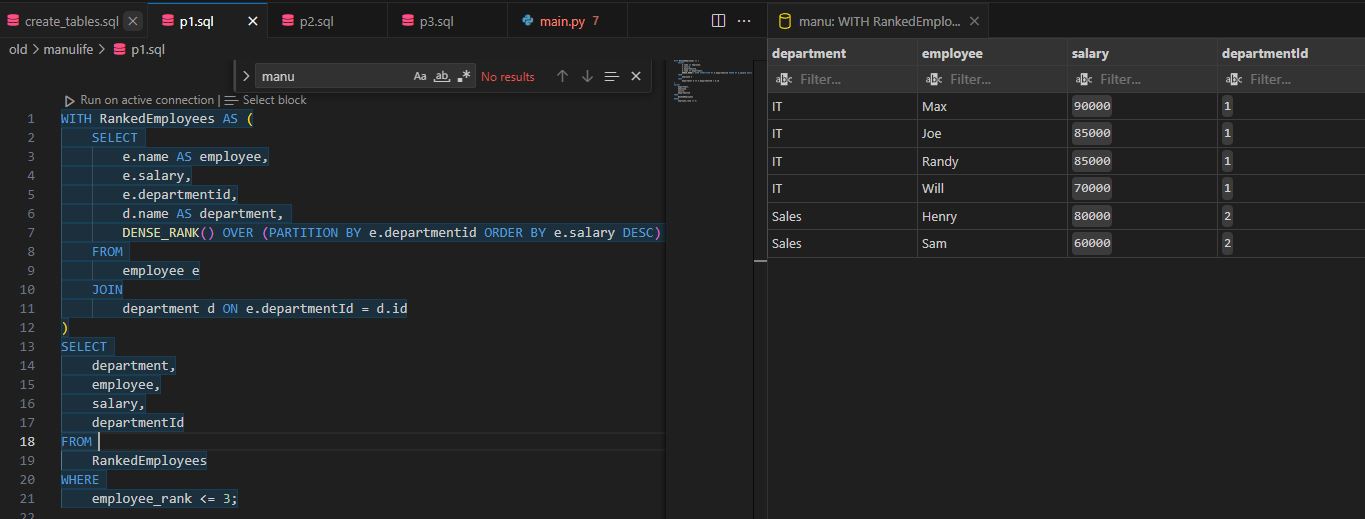 create_tables.sql p1.sql p2.sql p3.sql main.py 7
old > manulife > p1.sql
manu Aa ab No results
Run on active connection | Select block
1 WITH RankedEmployees AS (
2 SELECT
3 e.name AS employee,
4 e.salary,
5 e.departmentid,
6 d.name AS department,
7 DENSE_RANK() OVER (PARTITION BY e.departmentid ORDER BY e.salary DESC)
8 FROM
9 employee e
10 JOIN
11 department d ON e.departmentId = d.id
12 )
13 SELECT
14 department,
15 employee,
16 salary,
17 departmentId
18 FROM
19 RankedEmployees
20 WHERE
21 employee_rank <= 3;
22
manu: WITH RankedEmplo...
department employee salary departmentId
abc Filter... abc Filter... abc Filter... abc Filter...
IT Max 90000 1
IT Joe 85000 1
IT Randy 85000 1
IT Will 70000 1
Sales Henry 80000 2
Sales Sam 60000 2